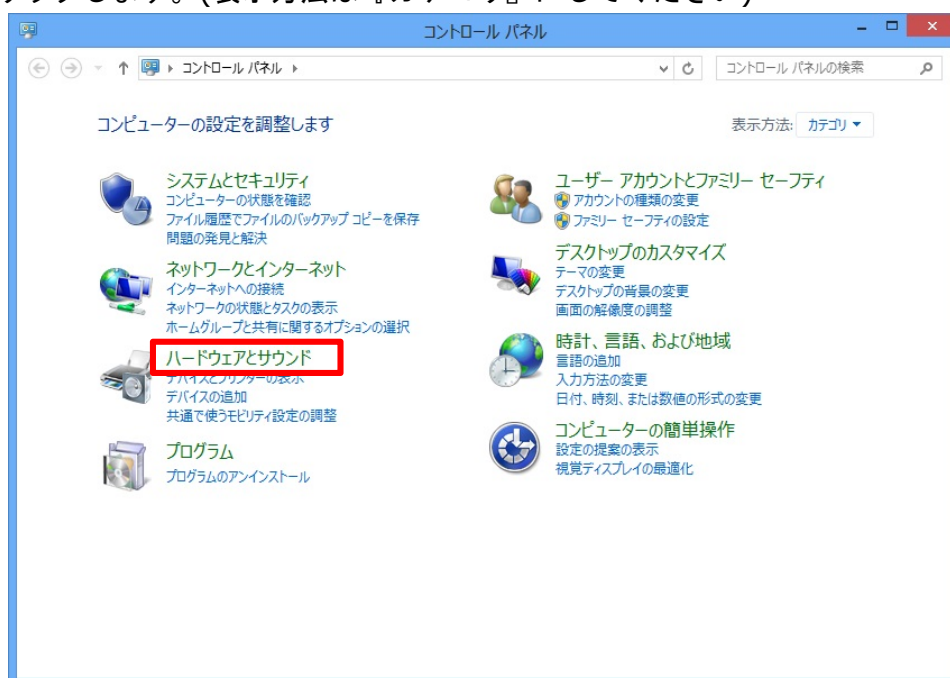 コントロール パネル
コントロール パネル
コントロール パネルの検索
コンピューターの設定を調整します
表示方法: カテゴリ
システムとセキュリティ
コンピューターの状態を確認
ファイル履歴でファイルのバックアップ コピーを保存
問題の発見と解決
ネットワークとインターネット
インターネットへの接続
ネットワークの状態とタスクの表示
ホームグループと共有に関するオプションの選択
ハードウェアとサウンド
デバイスとプリンターの表示
デバイスの追加
共通で使うモビリティ設定の調整
プログラム
プログラムのアンインストール
ユーザー アカウントとファミリー セーフティ
アカウントの種類の変更
ファミリー セーフティの設定
デスクトップのカスタマイズ
テーマの変更
デスクトップの背景の変更
画面の解像度の調整
時計、言語、および地域
言語の追加
入力方法の変更
日付、時刻、または数値の形式の変更
コンピューターの簡単操作
設定の提案の表示
視覚ディスプレイの最適化